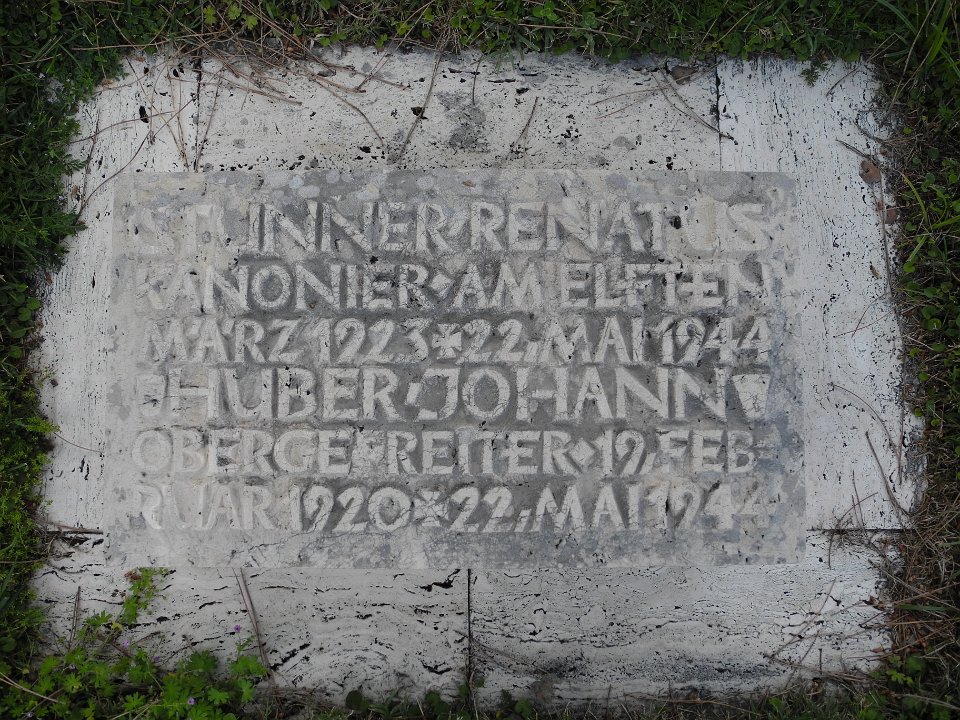 STUNNER, RENATUS
KANONIER · AM ELFTEN
MÄRZ 1923 ✠ 22, MAI 1944
HUBER, JOHANN
OBERGEFREITER · 19, FEB-
RUAR 1920 ✠ 22, MAI 1944